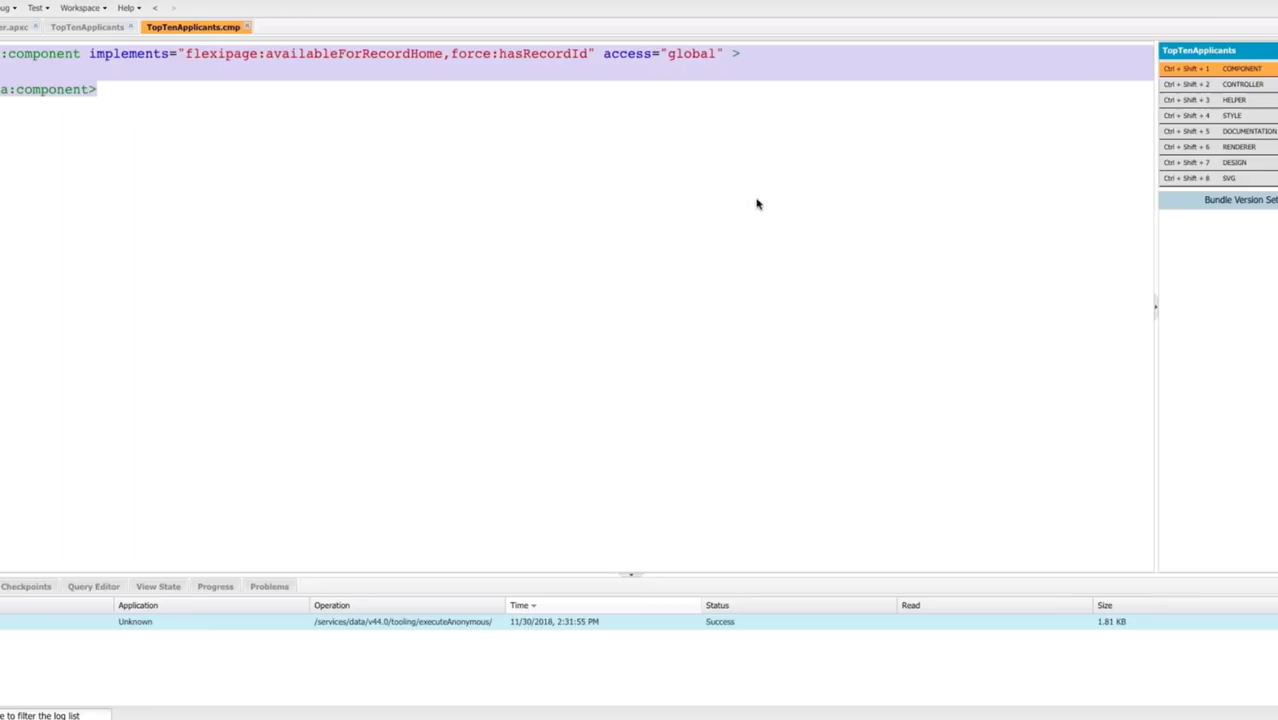 ug ▾ Test ▾ Workspace ▾ Help ▾ < >
er.apxc × TopTenApplicants × TopTenApplicants.cmp ×
:component implements="flexipage:availableForRecordHome,force:hasRecordId" access="global" >
a:component>
TopTenApplicants
Ctrl + Shift + 1 COMPONENT
Ctrl + Shift + 2 CONTROLLER
Ctrl + Shift + 3 HELPER
Ctrl + Shift + 4 STYLE
Ctrl + Shift + 5 DOCUMENTATION
Ctrl + Shift + 6 RENDERER
Ctrl + Shift + 7 DESIGN
Ctrl + Shift + 8 SVG
Bundle Version Set
Checkpoints Query Editor View State Progress Problems
Application Operation Time Status Read Size
Unknown /services/data/v44.0/tooling/executeAnonymous/ 11/30/2018, 2:31:55 PM Success 1.81 KB
e to filter the log list